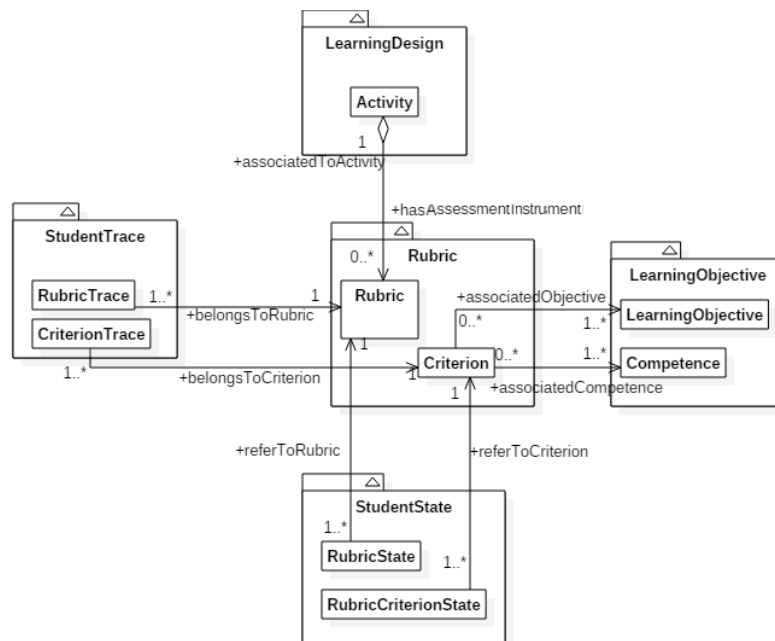 LearningDesign
Activity
1
+associatedToActivity
+hasAssessmentInstrument
StudentTrace
Rubric
0..*
LearningObjective
RubricTrace
1..*
1
Rubric
+associatedObjective
+belongsToRubric
0..*
1..*
LearningObjective
CriterionTrace
1
Criterion
0..*
1..*
Competence
1..*
+belongsToCriterion
1
1
+associatedCompetence
+referToRubric
+referToCriterion
StudentState
1..*
RubricState
1..*
RubricCriterionState